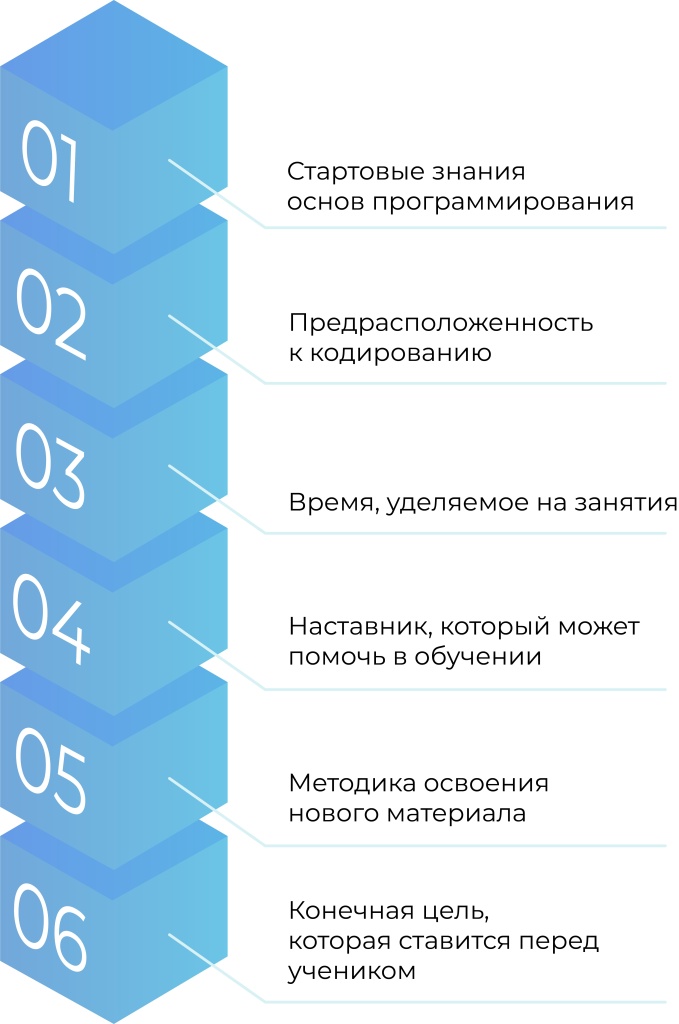 01
Стартовые знания
основ программирования
02
Предрасположенность
к кодированию
03
Время, уделяемое на занятия
04
Наставник, который может
помочь в обучении
05
Методика освоения
нового материала
06
Конечная цель,
которая ставится перед
учеником